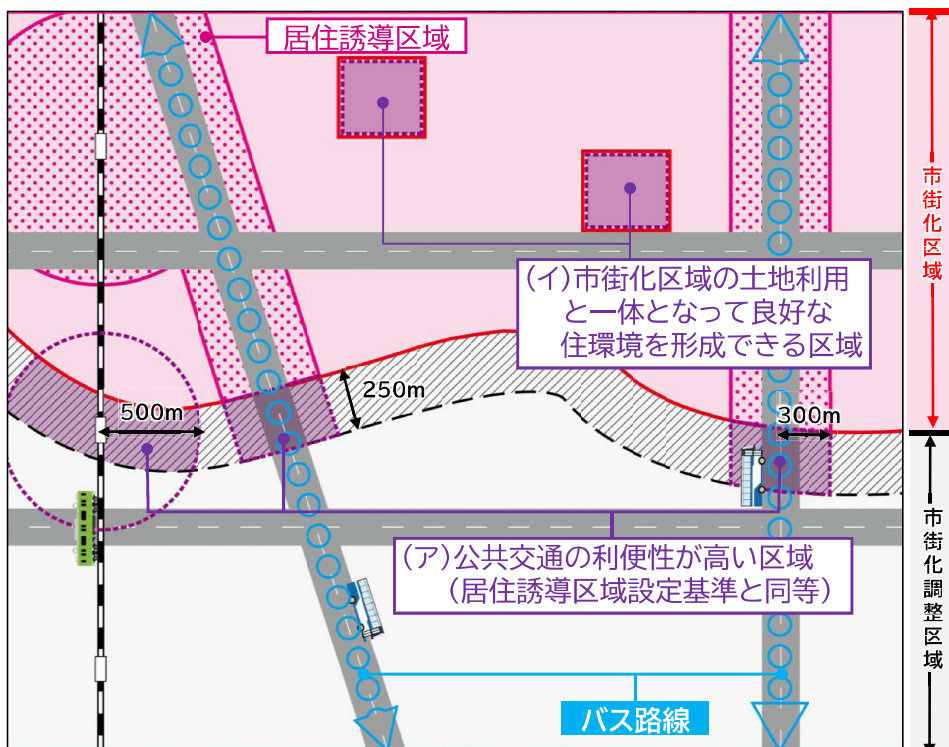 居住誘導区域
市街化区域
(イ)市街化区域の土地利用
と一体となって良好な
住環境を形成できる区域
250m
500m
300m
(ア)公共交通の利便性が高い区域
(居住誘導区域設定基準と同等)
市街化調整区域
バス路線